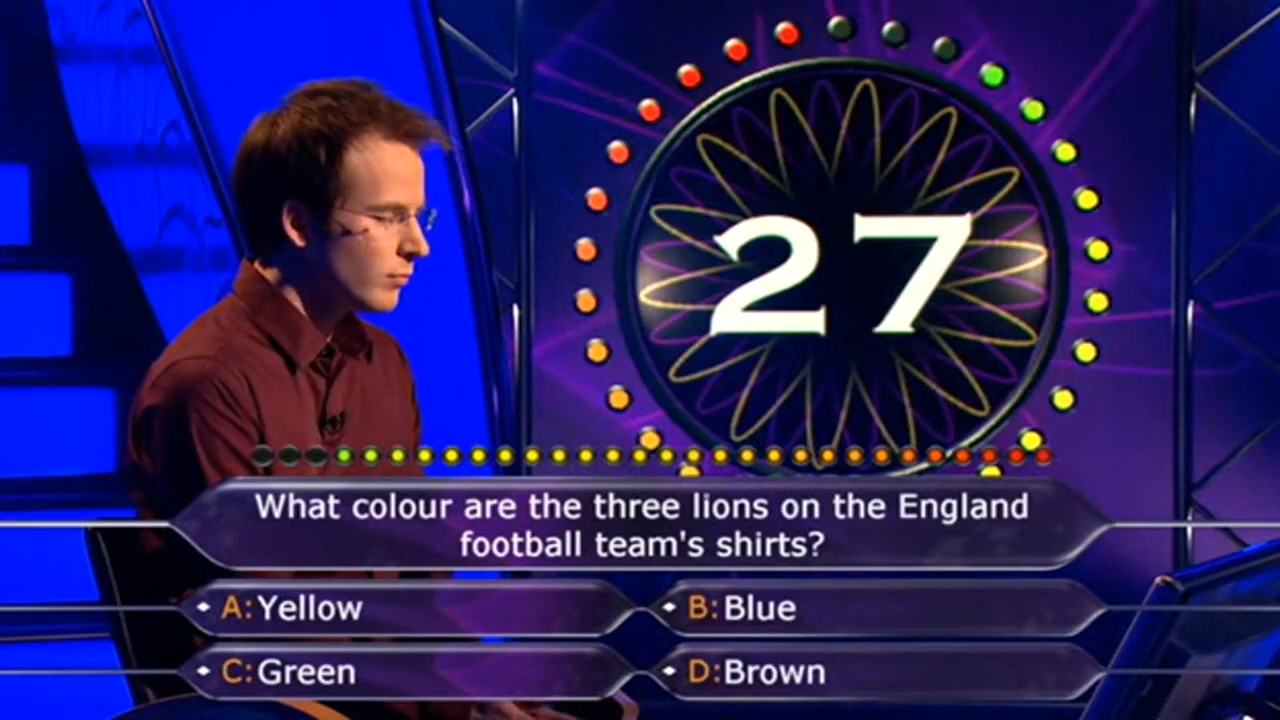 27
What colour are the three lions on the England
football team's shirts?
A: Yellow
B: Blue
C: Green
D: Brown